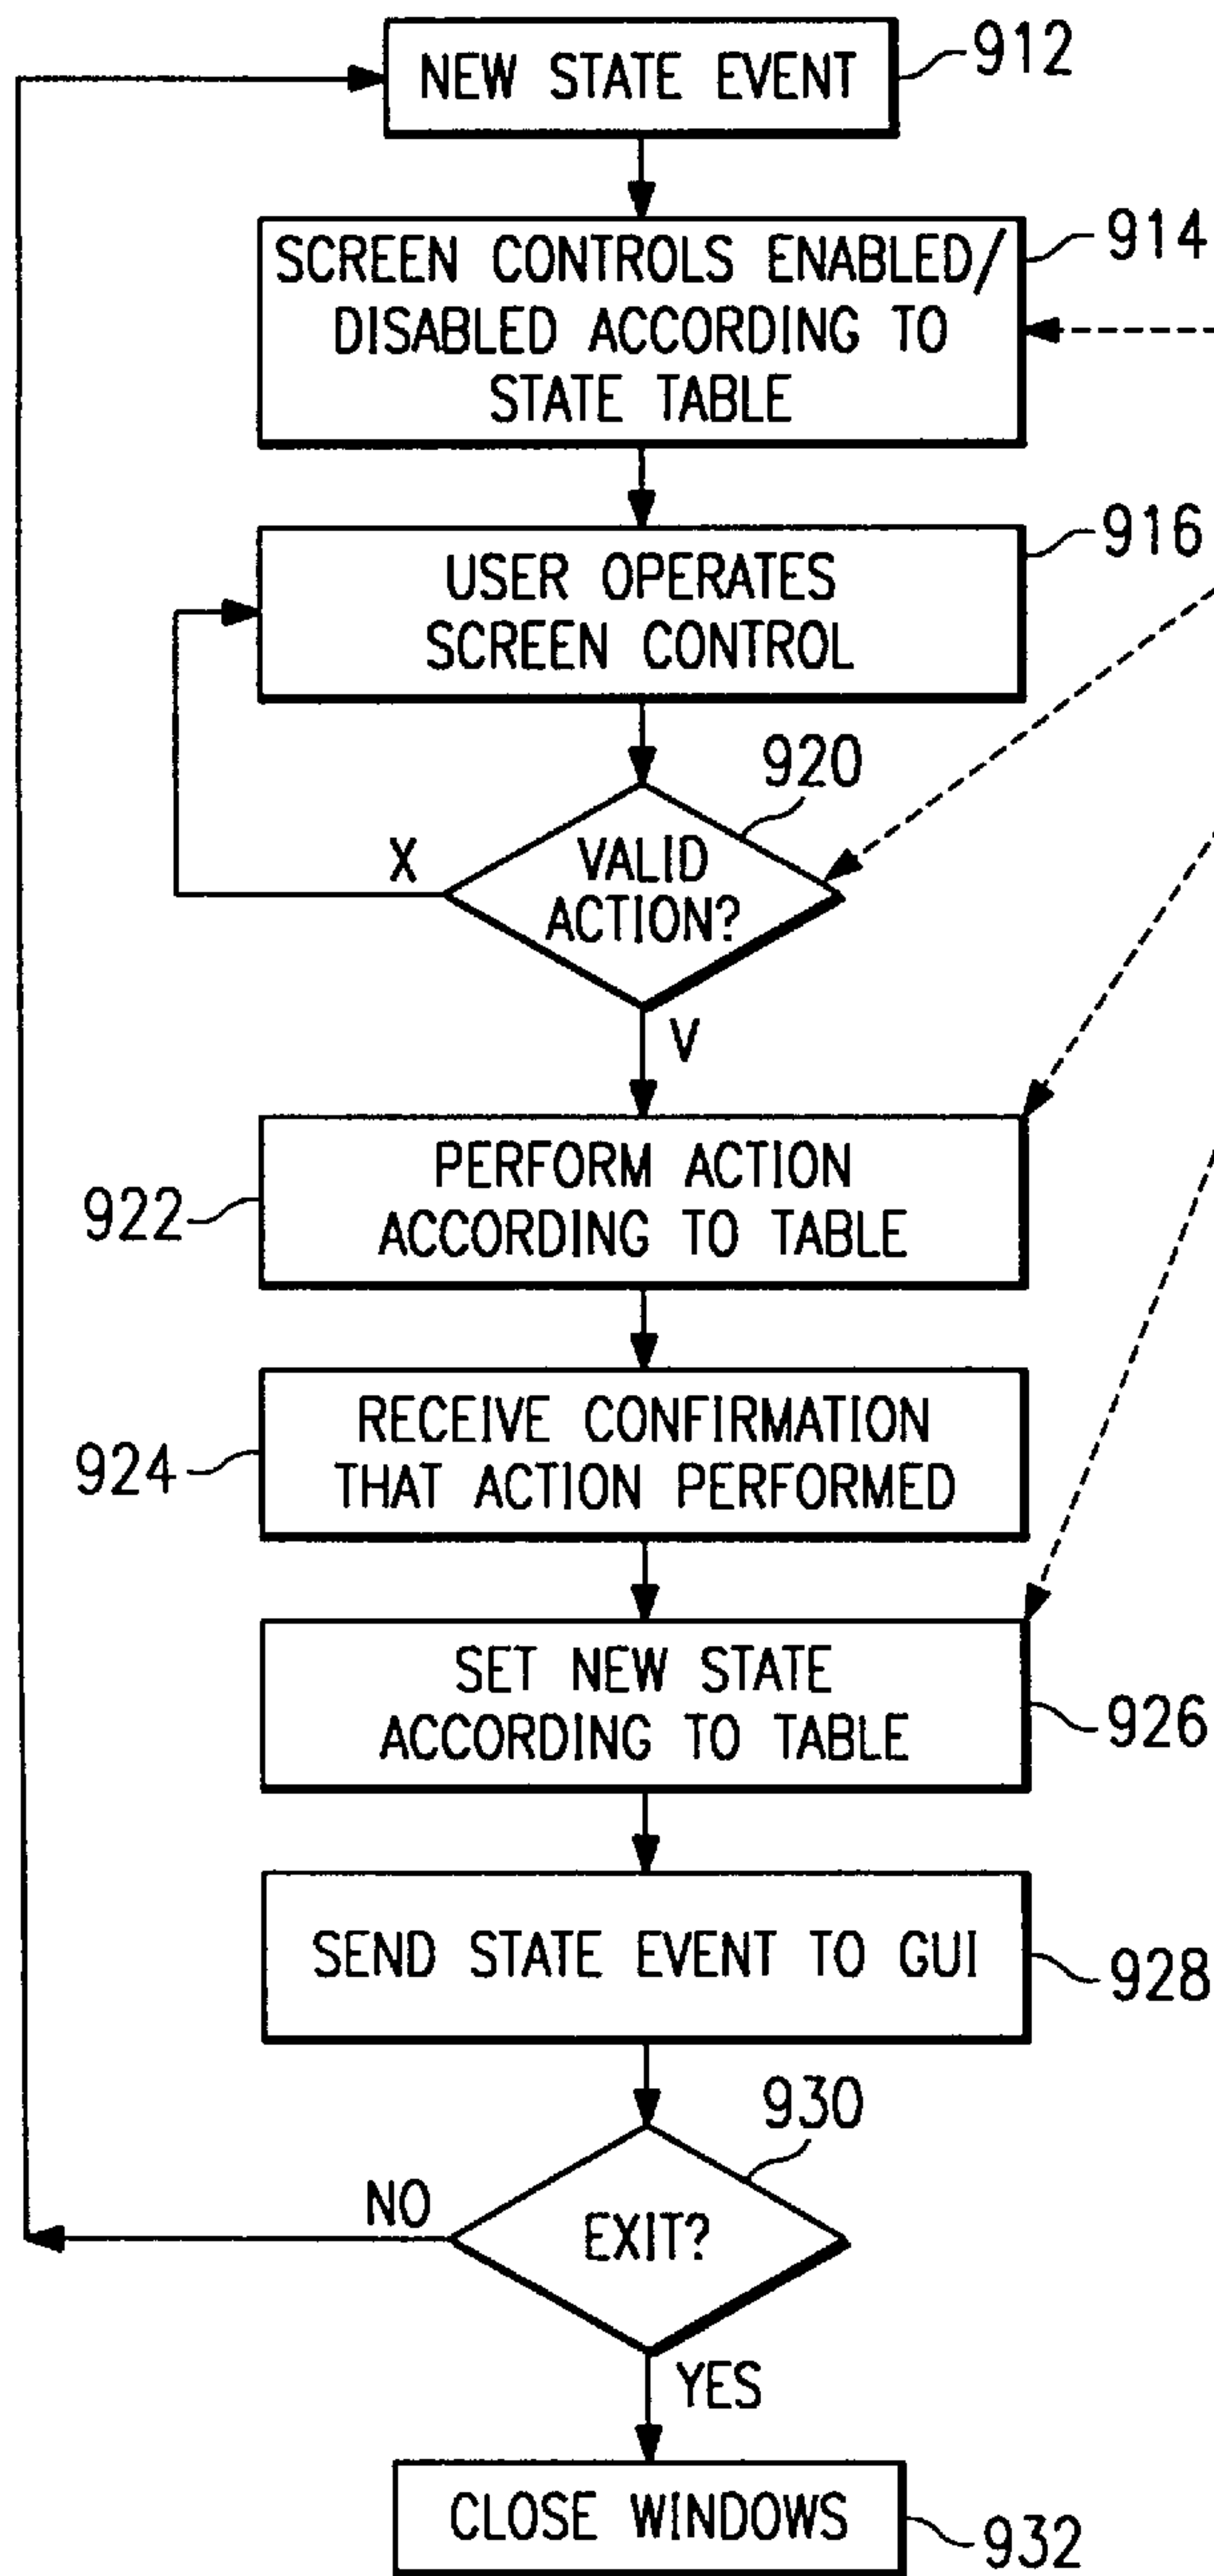 NEW STATE EVENT
912
SCREEN CONTROLS ENABLED/
DISABLED ACCORDING TO
STATE TABLE
914
USER OPERATES
SCREEN CONTROL
916
920
VALID
ACTION?
X
V
PERFORM ACTION
ACCORDING TO TABLE
922
RECEIVE CONFIRMATION
THAT ACTION PERFORMED
924
SET NEW STATE
ACCORDING TO TABLE
926
SEND STATE EVENT TO GUI
928
930
EXIT?
NO
YES
CLOSE WINDOWS
932